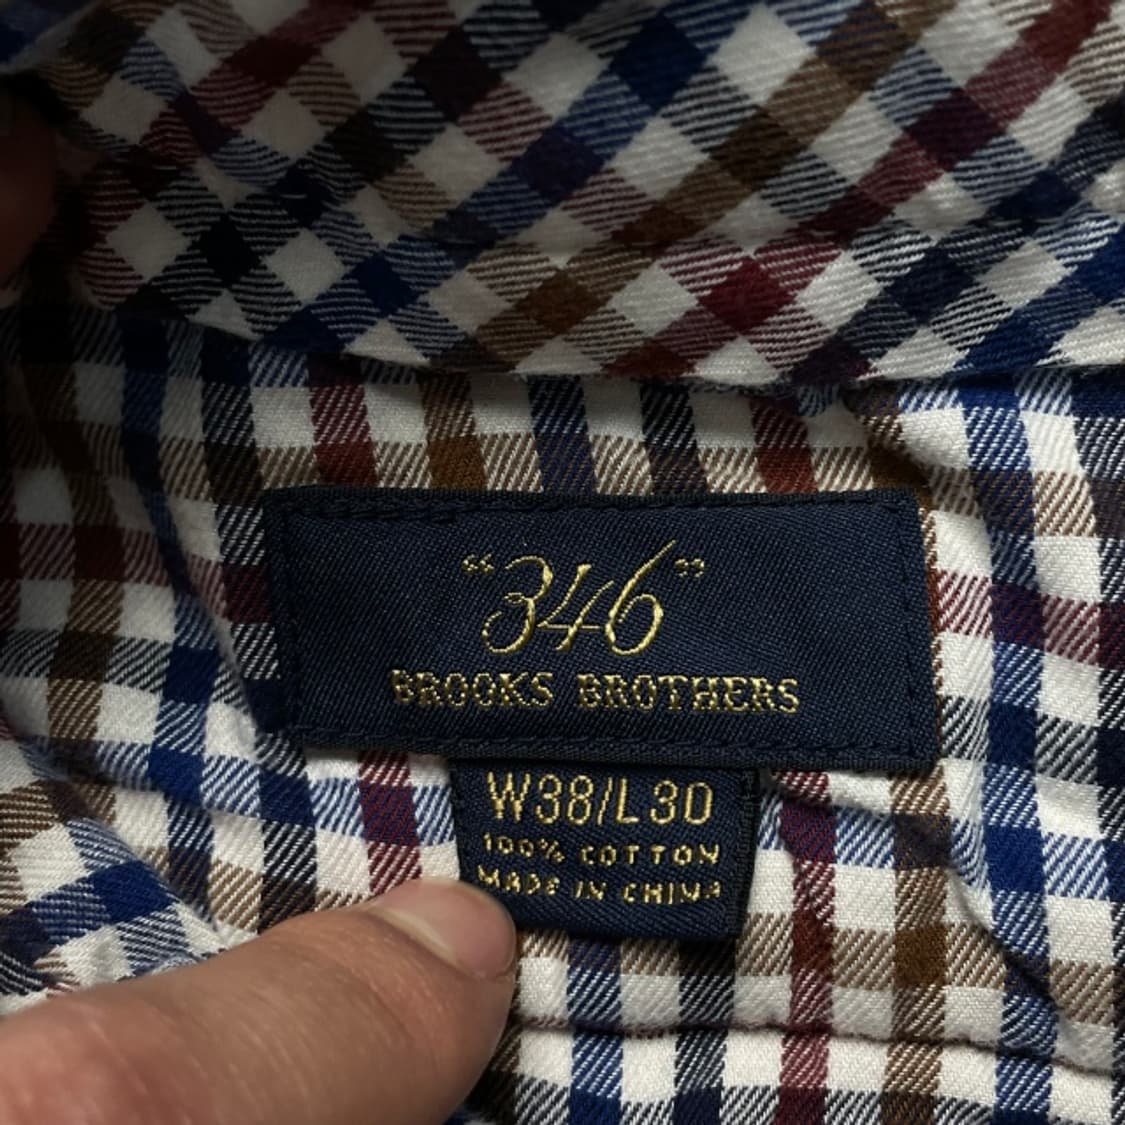 “346”
BROOKS BROTHERS
W38/L30
100% COTTON
MADE IN CHINA